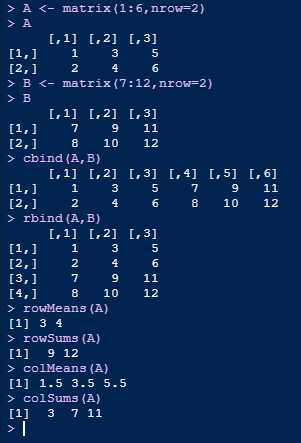 > A <- matrix(1:6,nrow=2)
> A
     [,1] [,2] [,3]
[1,]    1    3    5
[2,]    2    4    6
> B <- matrix(7:12,nrow=2)
> B
     [,1] [,2] [,3]
[1,]    7    9   11
[2,]    8   10   12
> cbind(A,B)
     [,1] [,2] [,3] [,4] [,5] [,6]
[1,]    1    3    5    7    9   11
[2,]    2    4    6    8   10   12
> rbind(A,B)
     [,1] [,2] [,3]
[1,]    1    3    5
[2,]    2    4    6
[3,]    7    9   11
[4,]    8   10   12
> rowMeans(A)
[1] 3 4
> rowSums(A)
[1]  9 12
> colMeans(A)
[1] 1.5 3.5 5.5
> colSums(A)
[1]  3  7 11
>